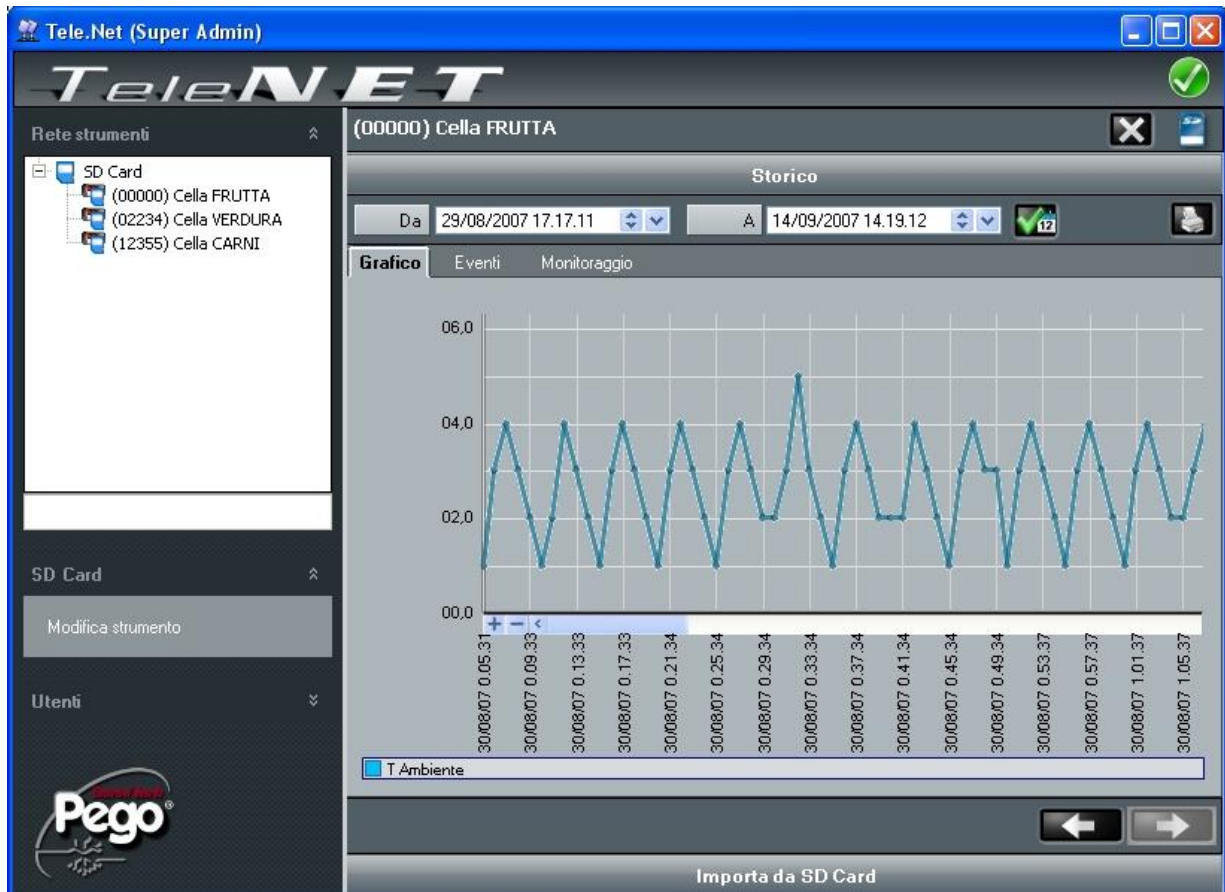 Tele.Net (Super Admin)
TeleNET
Rete strumenti
SD Card
(00000) Cella FRUTTA
(02234) Cella VERDURA
(12355) Cella CARNI
SD Card
Modifica strumento
Utenti
Pego®
(00000) Cella FRUTTA
Storico
Da 29/08/2007 17.17.11 A 14/09/2007 14.19.12 12
Grafico Eventi Monitoraggio
06,0
04,0
02,0
00,0
30/08/07 0.05.31
30/08/07 0.09.33
30/08/07 0.13.33
30/08/07 0.17.33
30/08/07 0.21.34
30/08/07 0.25.34
30/08/07 0.29.34
30/08/07 0.33.34
30/08/07 0.37.34
30/08/07 0.41.34
30/08/07 0.45.34
30/08/07 0.49.34
30/08/07 0.53.37
30/08/07 0.57.37
30/08/07 1.01.37
30/08/07 1.05.37
T Ambiente
Importa da SD Card